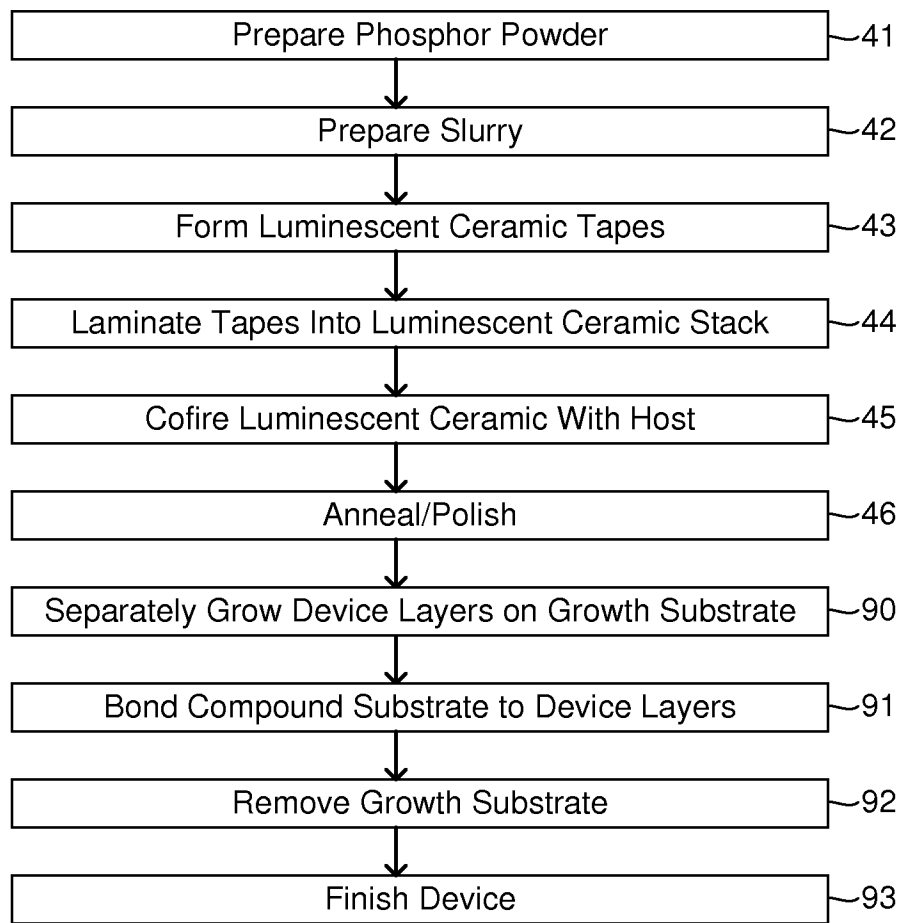 Prepare Phosphor Powder 41
Prepare Slurry 42
Form Luminescent Ceramic Tapes 43
Laminate Tapes Into Luminescent Ceramic Stack 44
Cofire Luminescent Ceramic With Host 45
Anneal/Polish 46
Separately Grow Device Layers on Growth Substrate 90
Bond Compound Substrate to Device Layers 91
Remove Growth Substrate 92
Finish Device 93